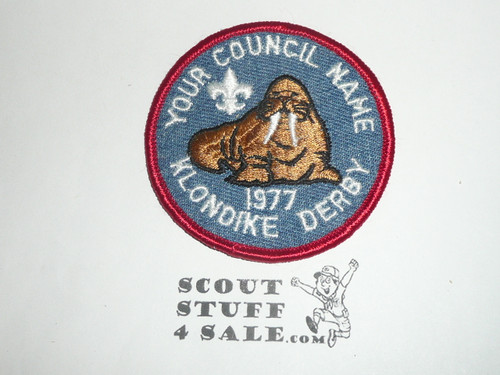 YOUR COUNCIL NAME
1977
KLONDIKE DERBY
SCOUT
STUFF
4 SALE.com